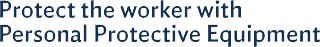 Protect the worker with
Personal Protective Equipment